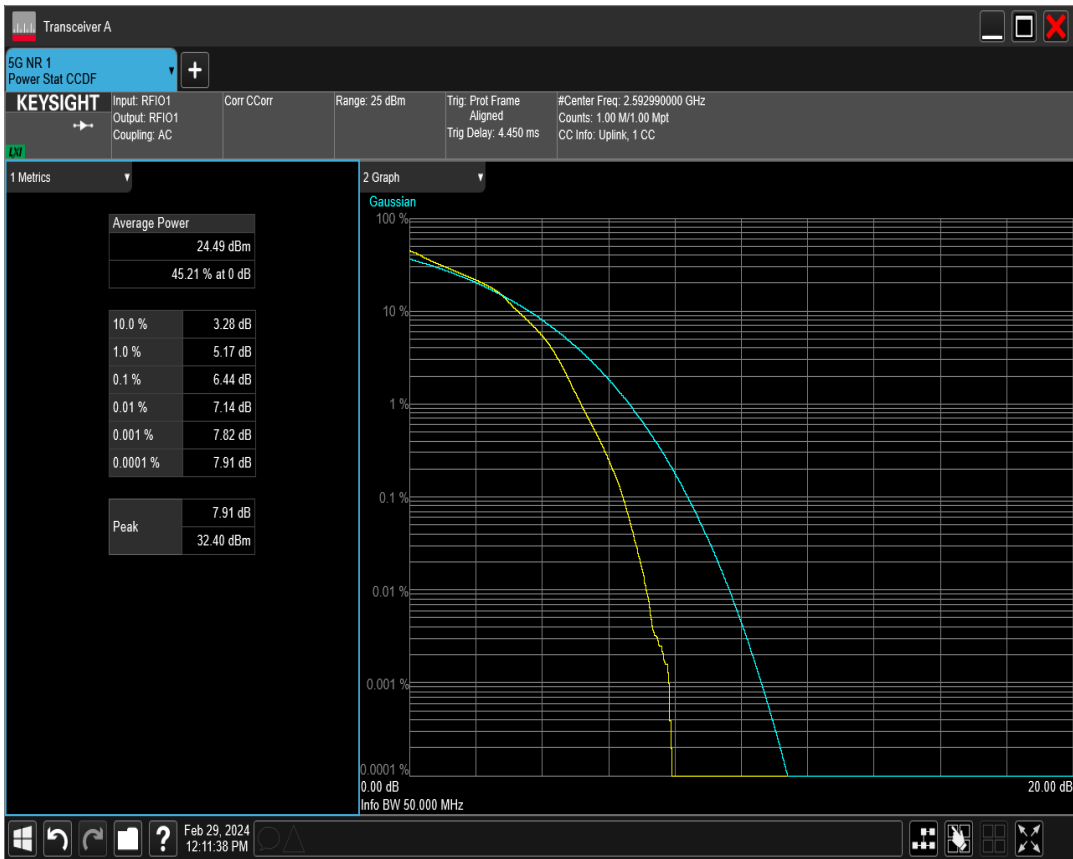 Transceiver A
5G NR 1
Power Stat CCDF
+
KEYSIGHT
LXI
Input: RFIO1
Output: RFIO1
Coupling: AC
Corr CCorr
Range: 25 dBm
Trig: Prot Frame
Aligned
Trig Delay: 4.450 ms
#Center Freq: 2.592990000 GHz
Counts: 1.00 M/1.00 Mpt
CC Info: Uplink, 1 CC
1 Metrics
Average Power
24.49 dBm
45.21 % at 0 dB
10.0 % 3.28 dB
1.0 % 5.17 dB
0.1 % 6.44 dB
0.01 % 7.14 dB
0.001 % 7.82 dB
0.0001 % 7.91 dB
Peak
7.91 dB
32.40 dBm
2 Graph
Gaussian
100 %
10 %
1 %
0.1 %
0.01 %
0.001 %
0.0001 %
0.00 dB 20.00 dB
Info BW 50.000 MHz
?
Feb 29, 2024
12:11:38 PM